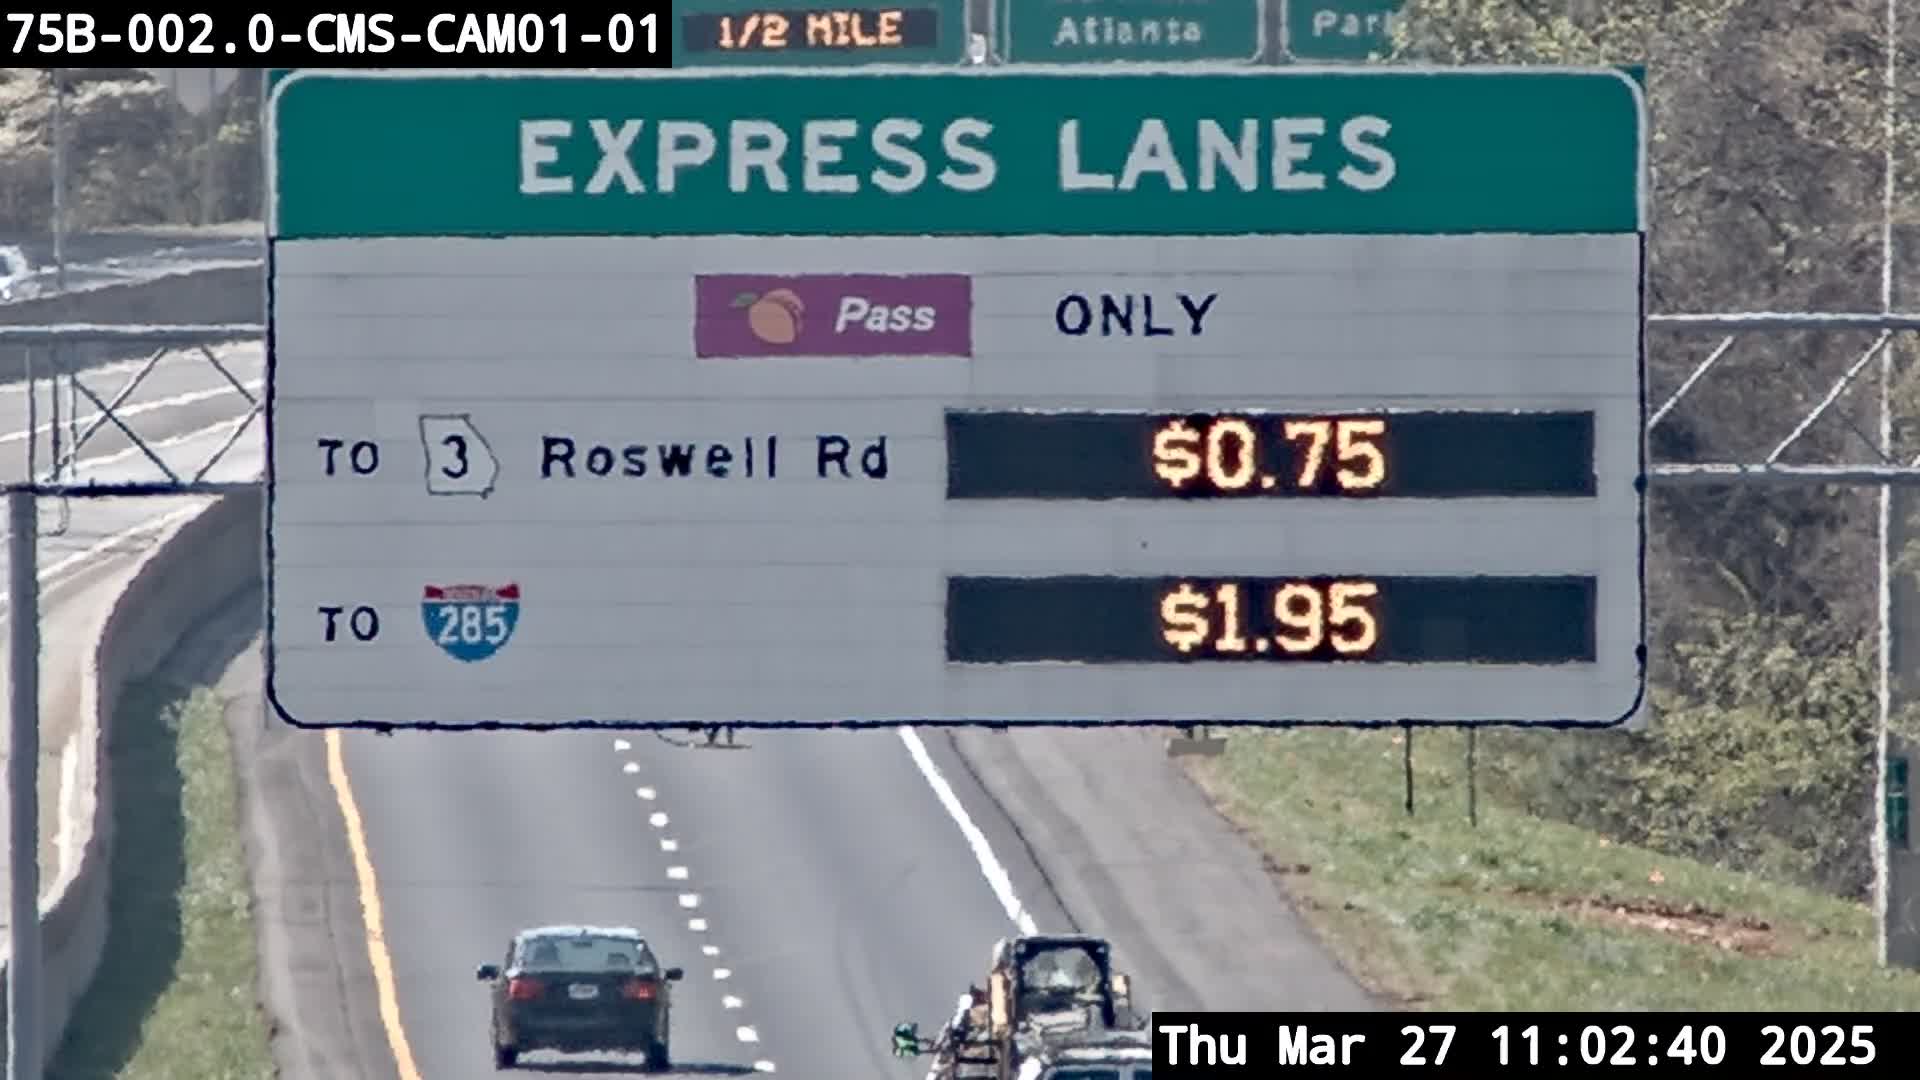 75B-002.0-CMS-CAM01-01
1/2 MILE
Atlanta
EXPRESS LANES
Pass ONLY
TO 3 Roswell Rd $0.75
TO 285 $1.95
Thu Mar 27 11:02:40 2025